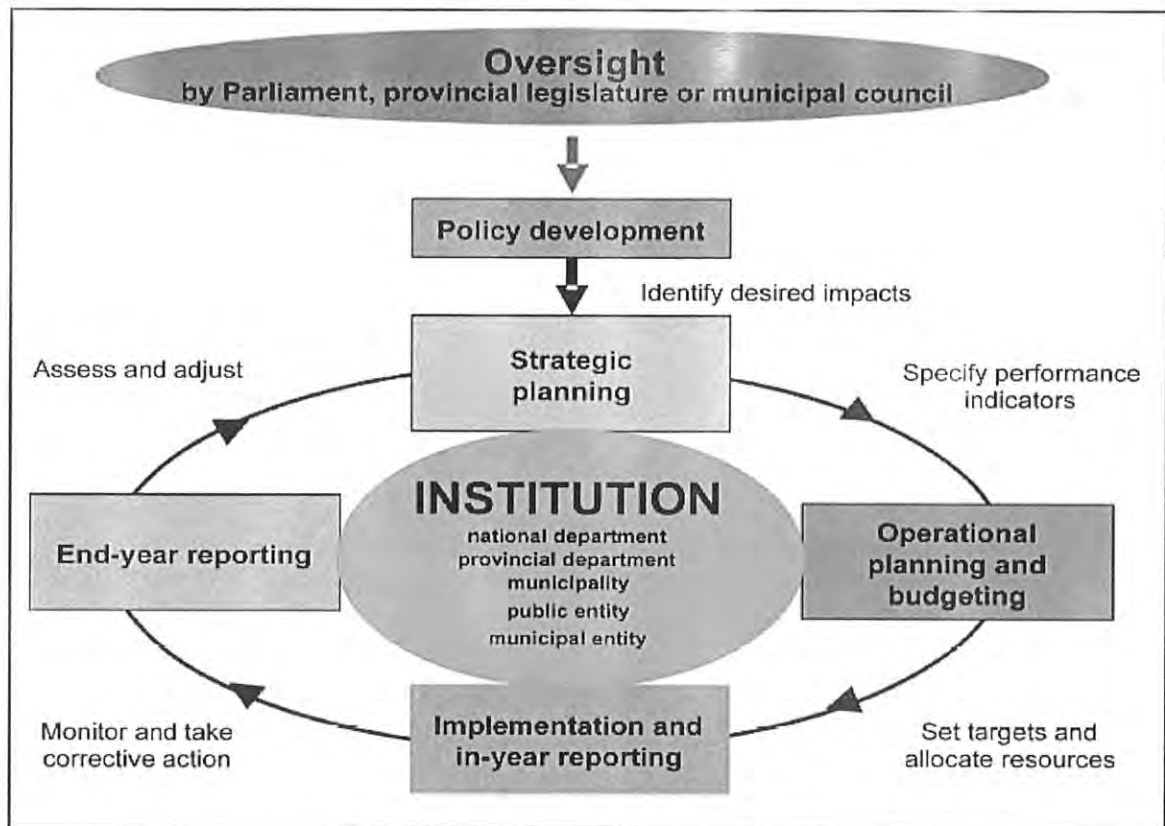 Oversight
by Parliament, provincial legislature or municipal council
Policy development
Identify desired impacts
Strategic
planning
Assess and adjust
Specify performance
indicators
INSTITUTION
national department
provincial department
municipality
public entity
municipal entity
End-year reporting
Operational
planning and
budgeting
Implementation and
in-year reporting
Monitor and take
corrective action
Set targets and
allocate resources